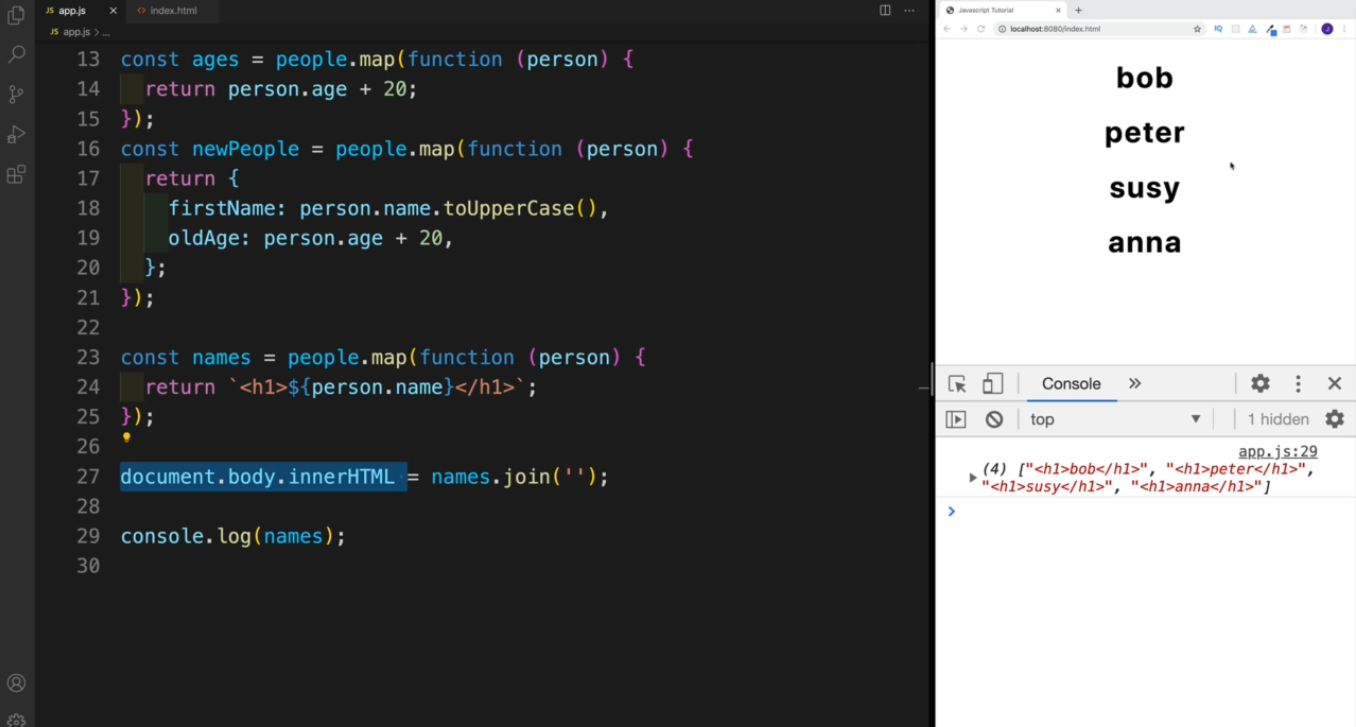 JS app.js × <> index.html
JS app.js > ...
13 const ages = people.map(function (person) {
14 return person.age + 20;
15 });
16 const newPeople = people.map(function (person) {
17 return {
18 firstName: person.name.toUpperCase(),
19 oldAge: person.age + 20,
20 };
21 });
22
23 const names = people.map(function (person) {
24 return `<h1>${person.name}</h1>`;
25 });
26
27 document.body.innerHTML = names.join('');
28
29 console.log(names);
30
Javascript Tutorial
localhost:8080/index.html
IQ
J
bob
peter
susy
anna
Console
top
1 hidden
app.js:29
(4) ["<h1>bob</h1>", "<h1>peter</h1>",
"<h1>susy</h1>", "<h1>anna</h1>"]